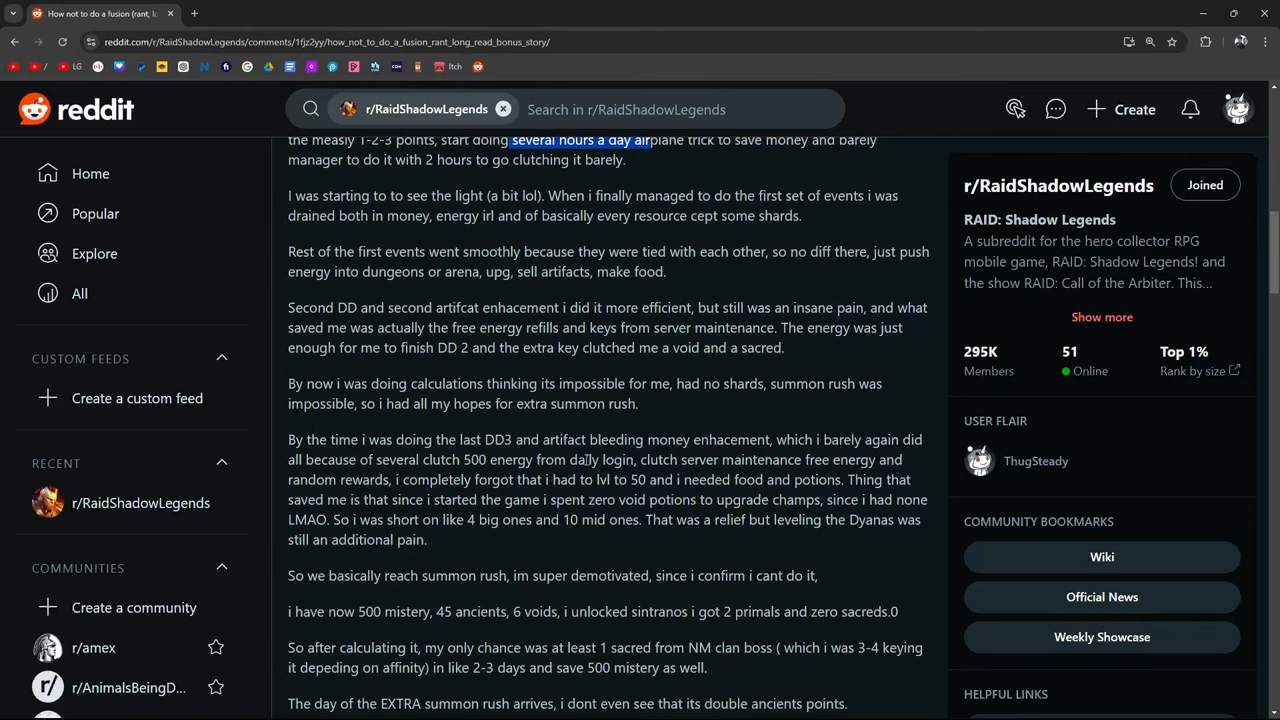 How not to do a fusion (rant, lo
reddit.com/r/RaidShadowLegends/comments/1fjz2yy/how_not_to_do_a_fusion_rant_long_read_bonus_story/
/
LG
CDH
Itch
reddit
r/RaidShadowLegends
Search in r/RaidShadowLegends
Create
Home
Popular
Explore
All
CUSTOM FEEDS
Create a custom feed
RECENT
r/RaidShadowLegends
COMMUNITIES
Create a community
r/amex
r/AnimalsBeingD...
the measly 1-2-3 points, start doing several hours a day airplane trick to save money and barely
manager to do it with 2 hours to go clutching it barely.
I was starting to to see the light (a bit lol). When i finally managed to do the first set of events i was
drained both in money, energy irl and of basically every resource cept some shards.
Rest of the first events went smoothly because they were tied with each other, so no diff there, just push
energy into dungeons or arena, upg, sell artifacts, make food.
Second DD and second artifcat enhacement i did it more efficient, but still was an insane pain, and what
saved me was actually the free energy refills and keys from server maintenance. The energy was just
enough for me to finish DD 2 and the extra key clutched me a void and a sacred.
By now i was doing calculations thinking its impossible for me, had no shards, summon rush was
impossible, so i had all my hopes for extra summon rush.
By the time i was doing the last DD3 and artifact bleeding money enhacement, which i barely again did
all because of several clutch 500 energy from daily login, clutch server maintenance free energy and
random rewards, i completely forgot that i had to lvl to 50 and i needed food and potions. Thing that
saved me is that since i started the game i spent zero void potions to upgrade champs, since i had none
LMAO. So i was short on like 4 big ones and 10 mid ones. That was a relief but leveling the Dyanas was
still an additional pain.
So we basically reach summon rush, im super demotivated, since i confirm i cant do it,
i have now 500 mistery, 45 ancients, 6 voids, i unlocked sintranos i got 2 primals and zero sacreds.0
So after calculating it, my only chance was at least 1 sacred from NM clan boss ( which i was 3-4 keying
it depeding on affinity) in like 2-3 days and save 500 mistery as well.
The day of the EXTRA summon rush arrives, i dont even see that its double ancients points.
r/RaidShadowLegends
Joined
RAID: Shadow Legends
A subreddit for the hero collector RPG
mobile game, RAID: Shadow Legends! and
the show RAID: Call of the Arbiter. This...
Show more
295K
51
Top 1%
Members
Online
Rank by size
USER FLAIR
ThugSteady
COMMUNITY BOOKMARKS
Wiki
Official News
Weekly Showcase
HELPFUL LINKS